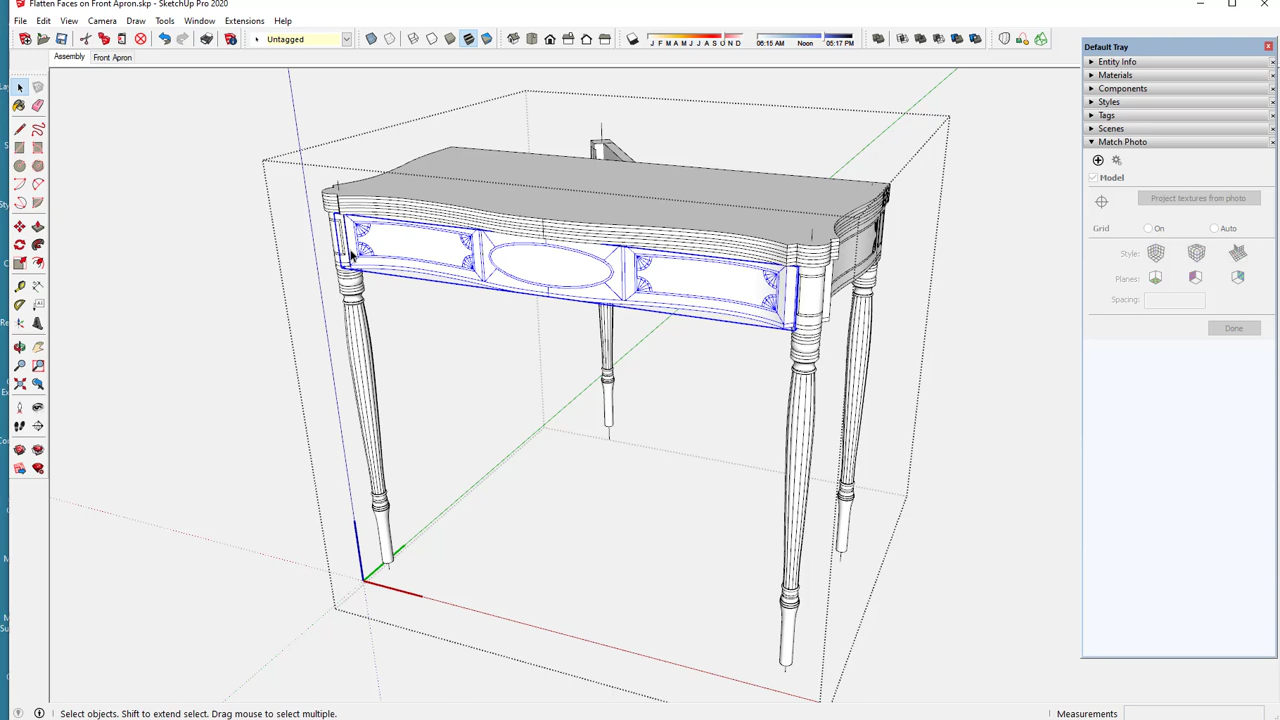 Flatten Faces on Front Apron.skp - SketchUp Pro 2020
File Edit View Camera Draw Tools Window Extensions Help
Untagged
J F M A M J J A S O N D
06:15 AM Noon 05:17 PM
Assembly Front Apron
Default Tray
Entity Info
Materials
Components
Styles
Tags
Scenes
Match Photo
Model
Project textures from photo
Grid On Auto
Style:
Planes:
Spacing:
Done
Select objects. Shift to extend select. Drag mouse to select multiple.
Measurements